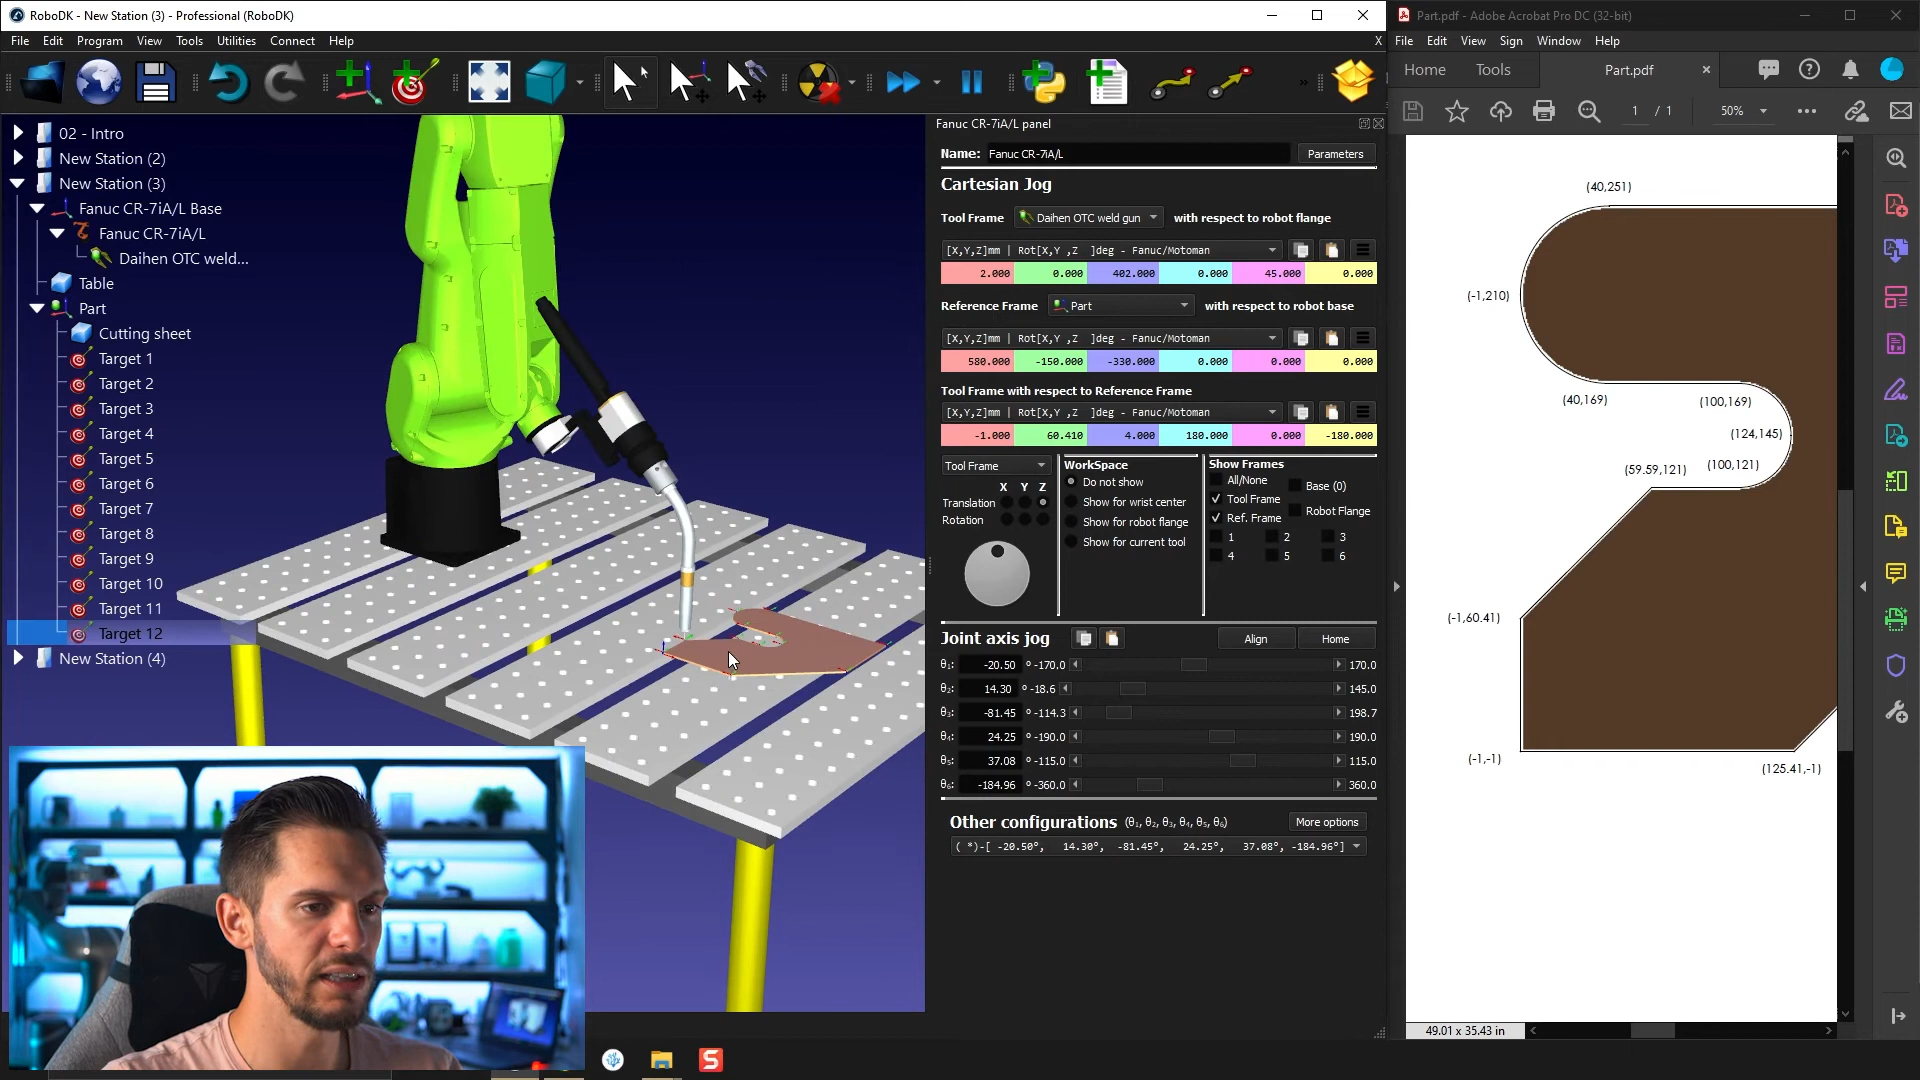 RoboDK - New Station (3) - Professional (RoboDK)
File Edit Program View Tools Utilities Connect Help
X
02 - Intro
New Station (2)
New Station (3)
Fanuc CR-7iA/L Base
Fanuc CR-7iA/L
Daihen OTC weld...
Table
Part
Cutting sheet
Target 1
Target 2
Target 3
Target 4
Target 5
Target 6
Target 7
Target 8
Target 9
Target 10
Target 11
Target 12
New Station (4)
Fanuc CR-7iA/L panel
Name: Fanuc CR-7iA/L Parameters
Cartesian Jog
Tool Frame Daihen OTC weld gun with respect to robot flange
[X,Y,Z]mm | Rot[X,Y ,Z ]deg - Fanuc/Motoman
2.000 0.000 402.000 0.000 45.000 0.000
Reference Frame Part with respect to robot base
[X,Y,Z]mm | Rot[X,Y ,Z ]deg - Fanuc/Motoman
580.000 -150.000 -330.000 0.000 0.000 0.000
Tool Frame with respect to Reference Frame
[X,Y,Z]mm | Rot[X,Y ,Z ]deg - Fanuc/Motoman
-1.000 60.410 4.000 180.000 0.000 -180.000
Tool Frame
X Y Z
Translation
Rotation
WorkSpace
Do not show
Show for wrist center
Show for robot flange
Show for current tool
Show Frames
All/None Base (0)
Tool Frame
Ref. Frame Robot Flange
1 2 3
4 5 6
Joint axis jog Align Home
θ₁: -20.50 º -170.0 170.0
θ₂: 14.30 º -18.6 145.0
θ₃: -81.45 º -114.3 198.7
θ₄: 24.25 º -190.0 190.0
θ₅: 37.08 º -115.0 115.0
θ₆: -184.96 º -360.0 360.0
Other configurations (θ₁, θ₂, θ₃, θ₄, θ₅, θ₆) More options
( *)-[ -20.50°, 14.30°, -81.45°, 24.25°, 37.08°, -184.96°]
Part.pdf - Adobe Acrobat Pro DC (32-bit)
File Edit View Sign Window Help
Home Tools Part.pdf
1 / 1 50%
(40,251)
(-1,210)
(40,169)
(100,169)
(124,145)
(100,121)
(59.59,121)
(-1,60.41)
(-1,-1)
(125.41,-1)
49.01 x 35.43 in
S